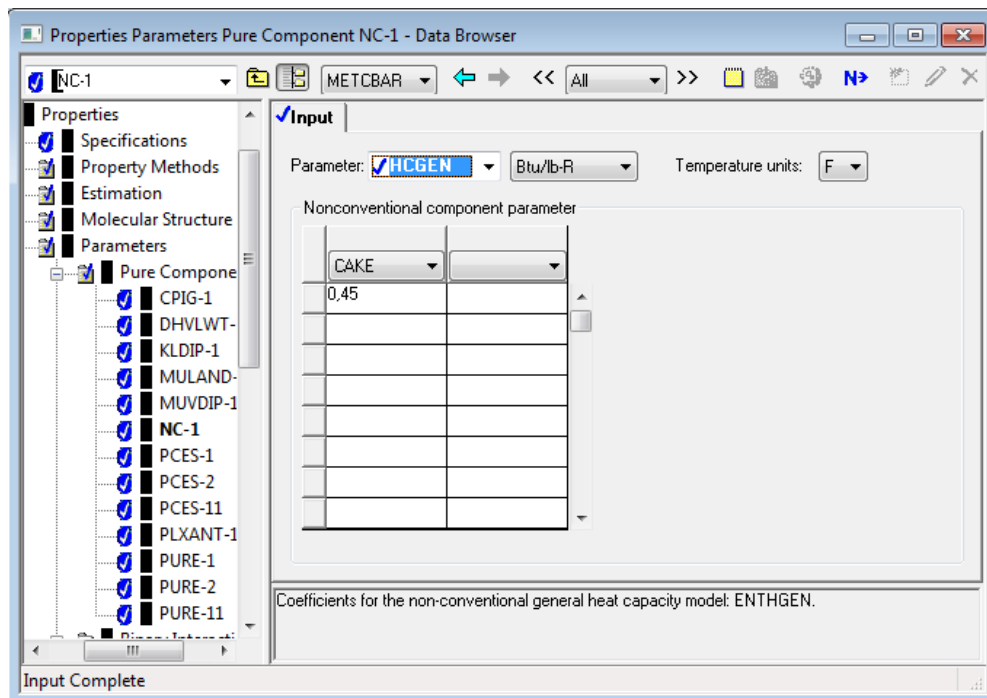 Properties Parameters Pure Component NC-1 - Data Browser
NC-1 METCBAR << All >> N>
Properties
Specifications
Property Methods
Estimation
Molecular Structure
Parameters
Pure Compone
CPIG-1
DHVLWT-
KLDIP-1
MULAND-
MUVDIP-1
NC-1
PCES-1
PCES-2
PCES-11
PLXANT-1
PURE-1
PURE-2
PURE-11
Input
Parameter: HCGEN Btu/lb-R Temperature units: F
Nonconventional component parameter
CAKE
0,45
Coefficients for the non-conventional general heat capacity model: ENTHGEN.
Input Complete